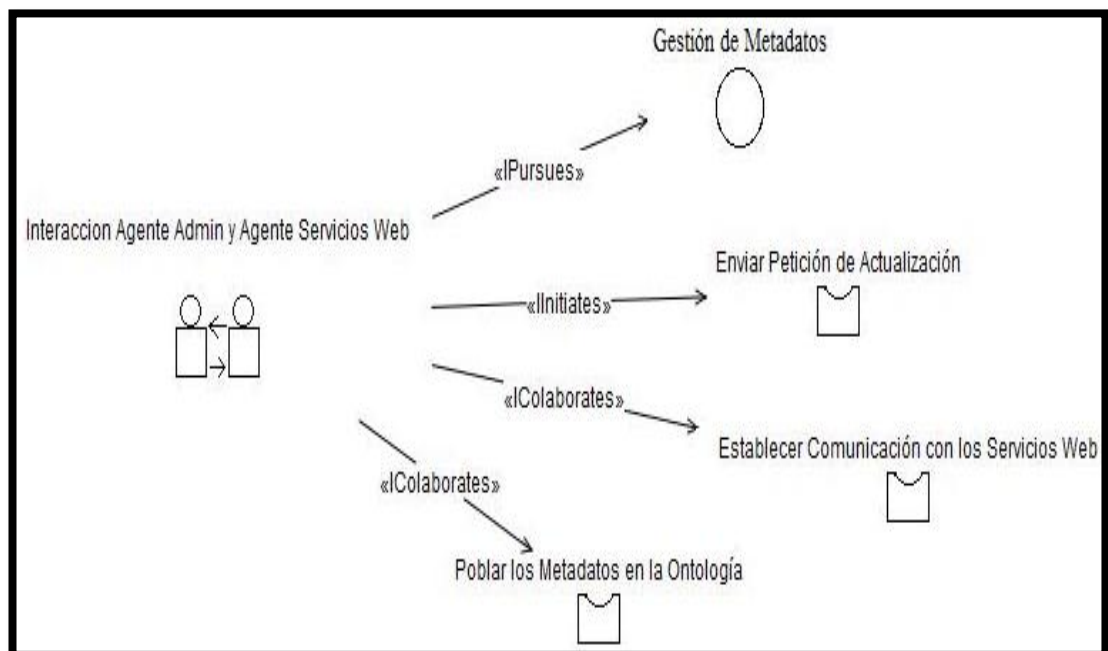 Gestión de Metadatos
«IPursues»
Interaccion Agente Admin y Agente Servicios Web
Enviar Petición de Actualización
«IInitiates»
«IColaborates»
Establecer Comunicación con los Servicios Web
«IColaborates»
Poblar los Metadatos en la Ontología